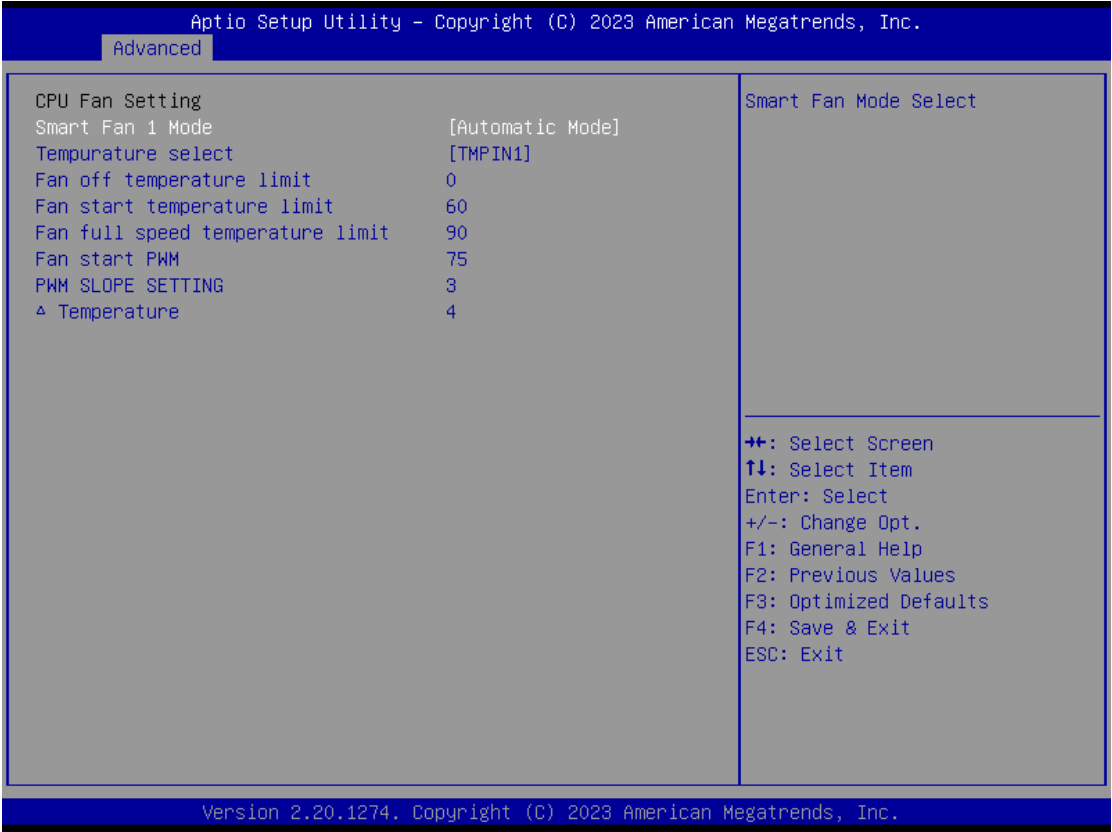 Aptio Setup Utility – Copyright (C) 2023 American Megatrends, Inc.
Advanced
CPU Fan Setting
Smart Fan 1 Mode [Automatic Mode]
Tempurature select [TMPIN1]
Fan off temperature limit 0
Fan start temperature limit 60
Fan full speed temperature limit 90
Fan start PWM 75
PWM SLOPE SETTING 3
△ Temperature 4
Smart Fan Mode Select
→←: Select Screen
↑↓: Select Item
Enter: Select
+/-: Change Opt.
F1: General Help
F2: Previous Values
F3: Optimized Defaults
F4: Save & Exit
ESC: Exit
Version 2.20.1274. Copyright (C) 2023 American Megatrends, Inc.